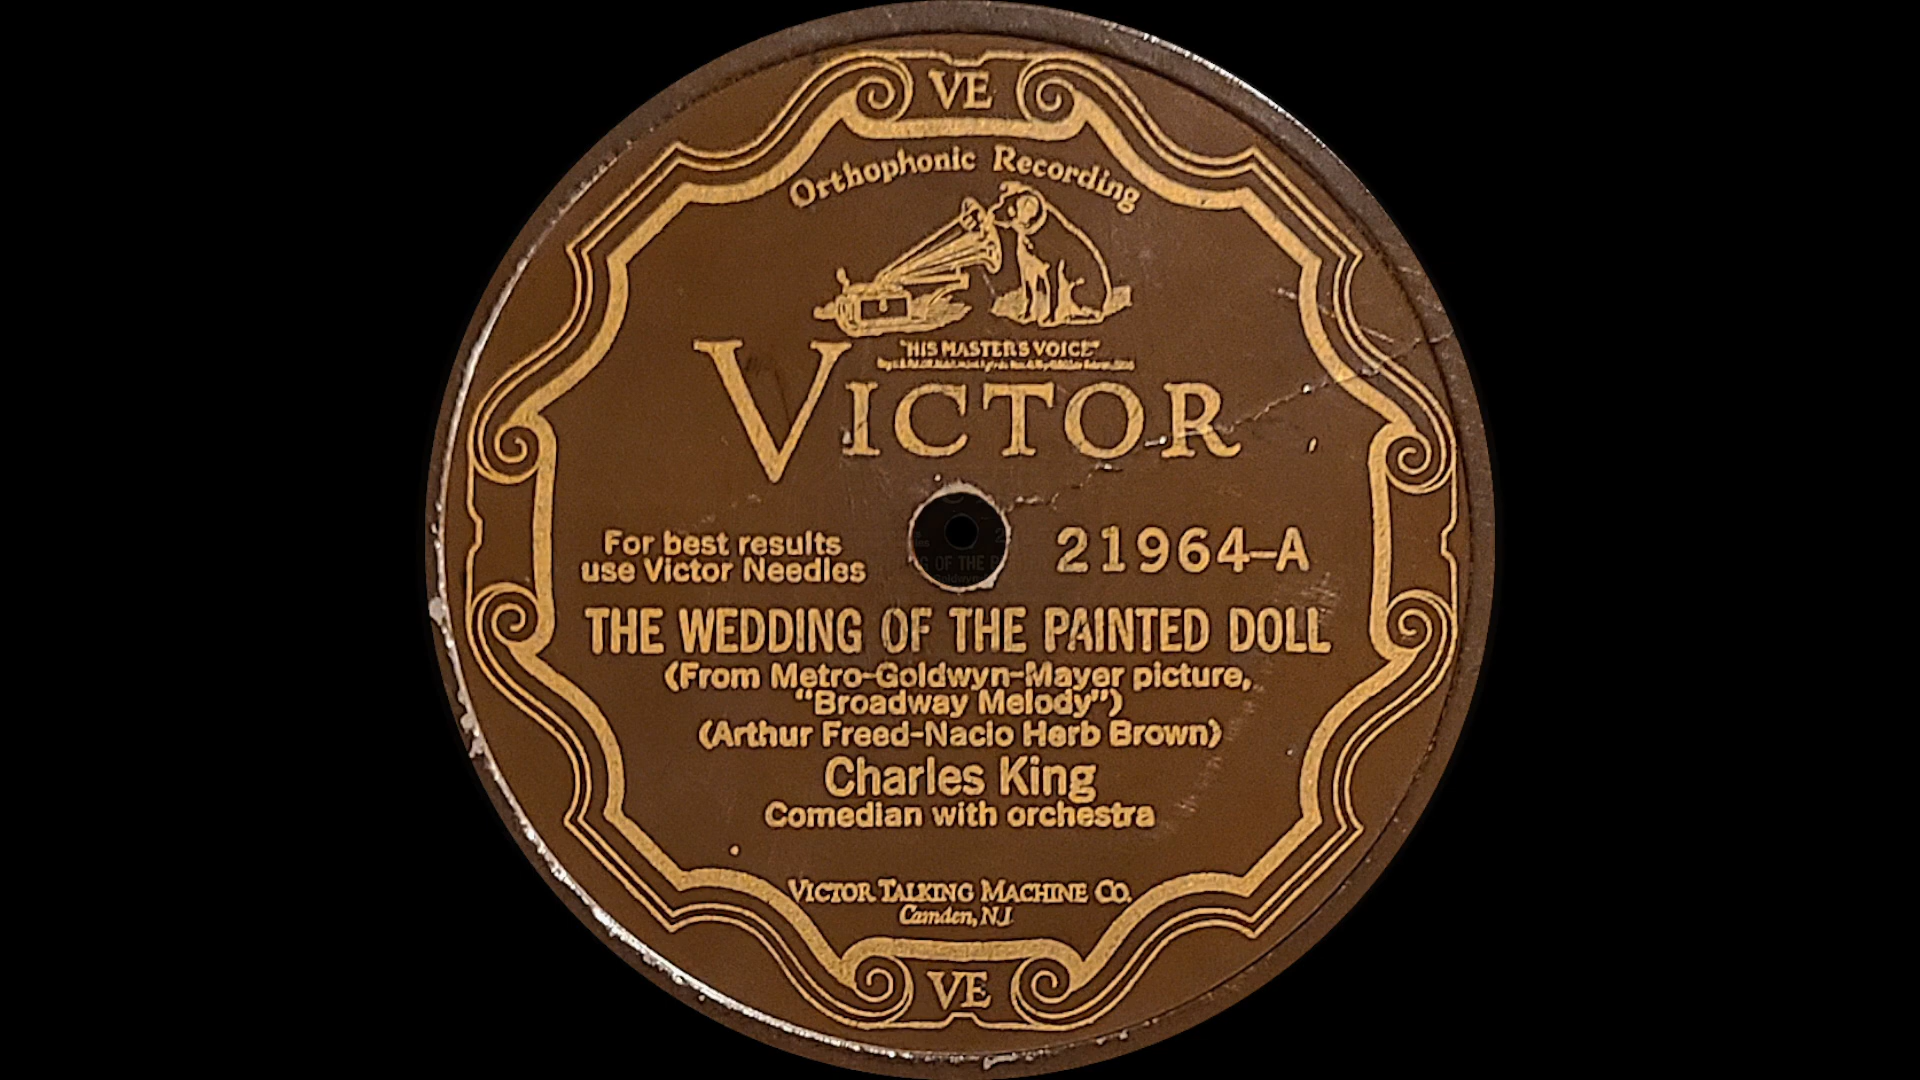 VE
Orthophonic Recording
"HIS MASTER'S VOICE"
VICTOR
For best results
use Victor Needles
21964-A
THE WEDDING OF THE PAINTED DOLL
(From Metro-Goldwyn-Mayer picture,
"Broadway Melody")
(Arthur Freed-Nacio Herb Brown)
Charles King
Comedian with orchestra
VICTOR TALKING MACHINE CO.
Camden, N.J.
VE